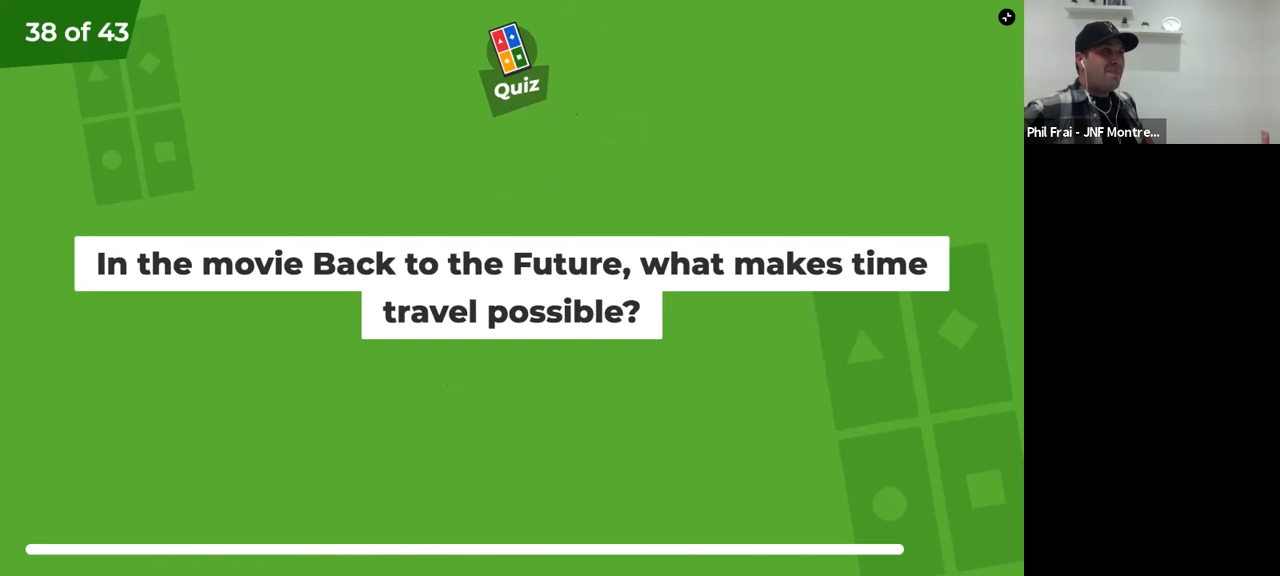 38 of 43
Quiz
In the movie Back to the Future, what makes time
travel possible?
Phil Frai - JNF Montre...